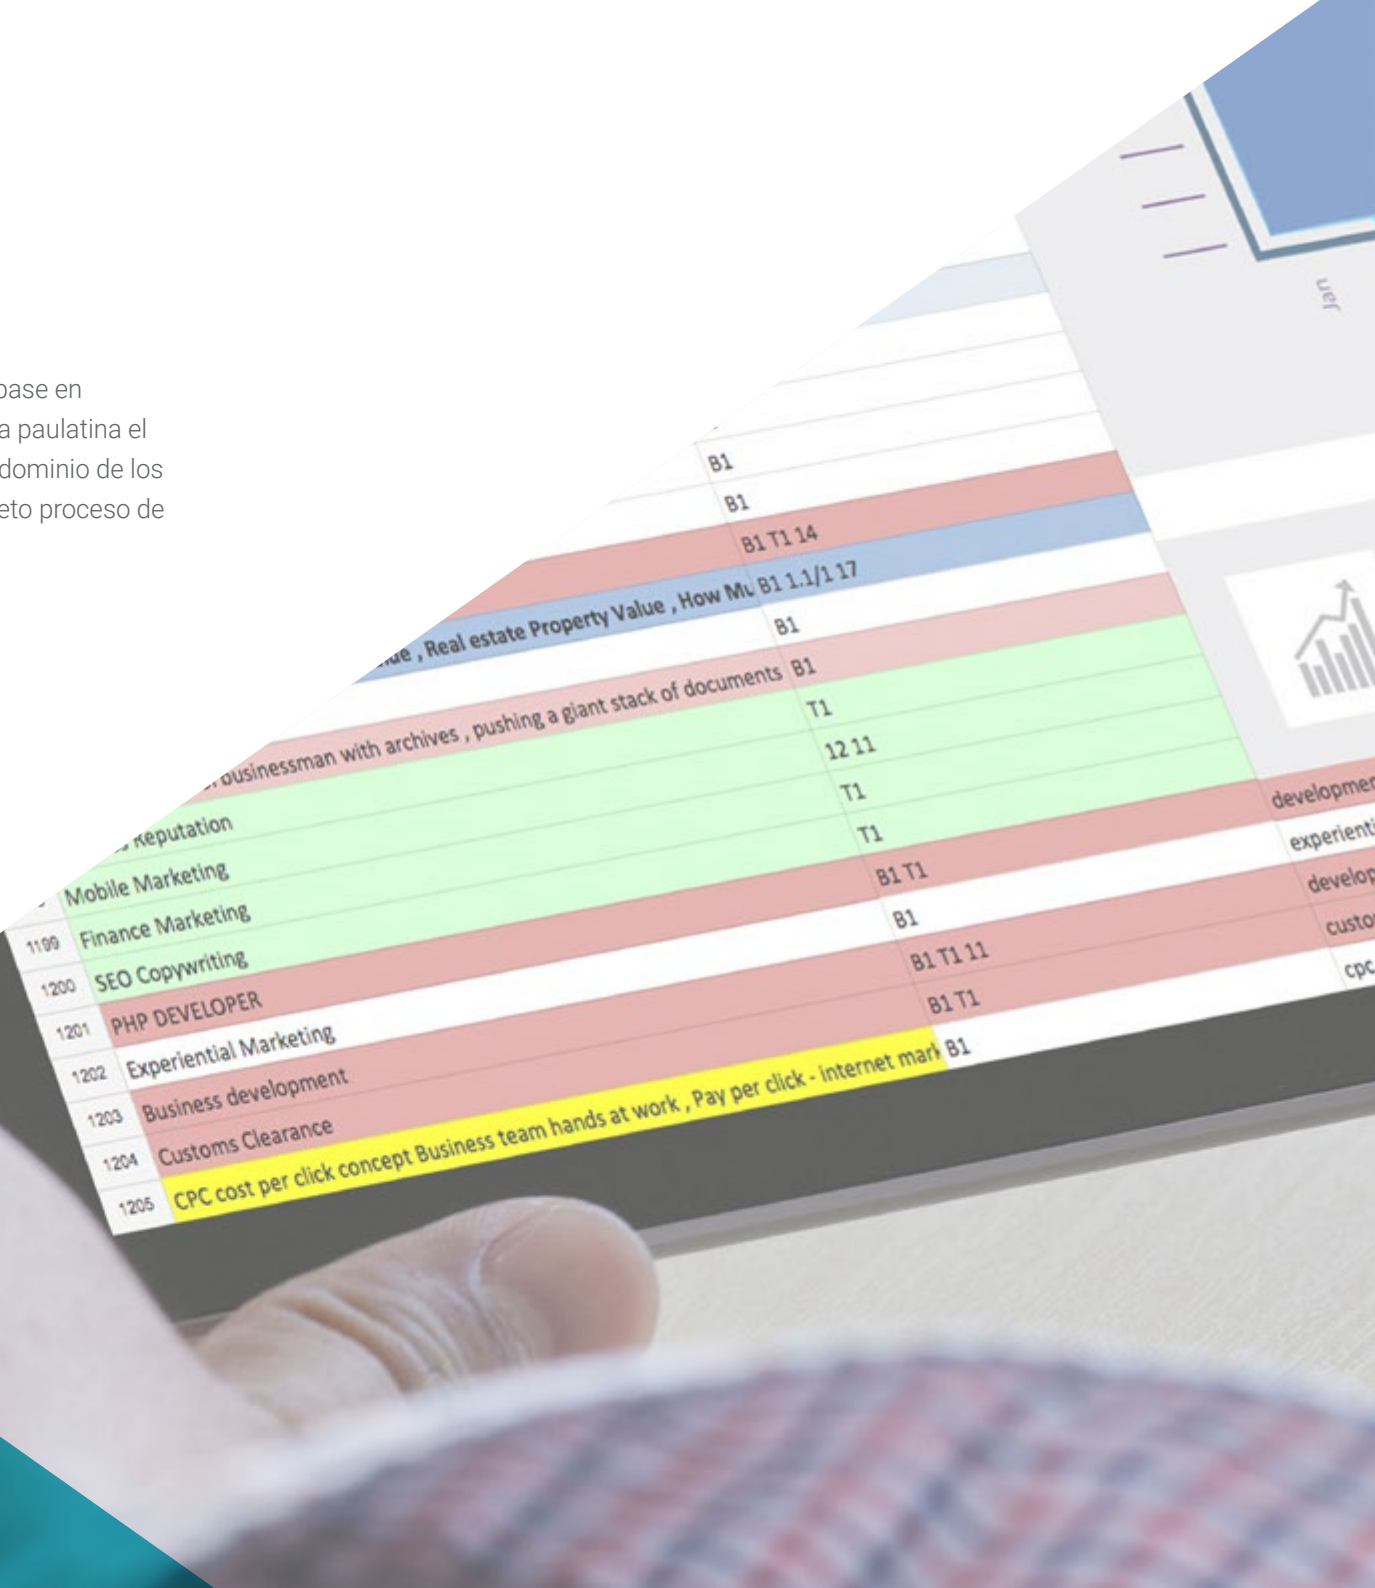 base en
a paulatina el
dominio de los
eto proceso de
Jan
B1
B1
B1 T1 14
, Real estate Property Value , How Mu B1 1.1/1 17
B1
businessman with archives , pushing a giant stack of documents B1
Reputation T1
Mobile Marketing 12 11
1199 Finance Marketing T1
1200 SEO Copywriting T1
1201 PHP DEVELOPER B1 T1 developmen
1202 Experiential Marketing B1 experienti
1203 Business development B1 T1 11 develop
1204 Customs Clearance B1 T1 custo
1205 CPC cost per click concept Business team hands at work , Pay per click - internet mark B1 cpc